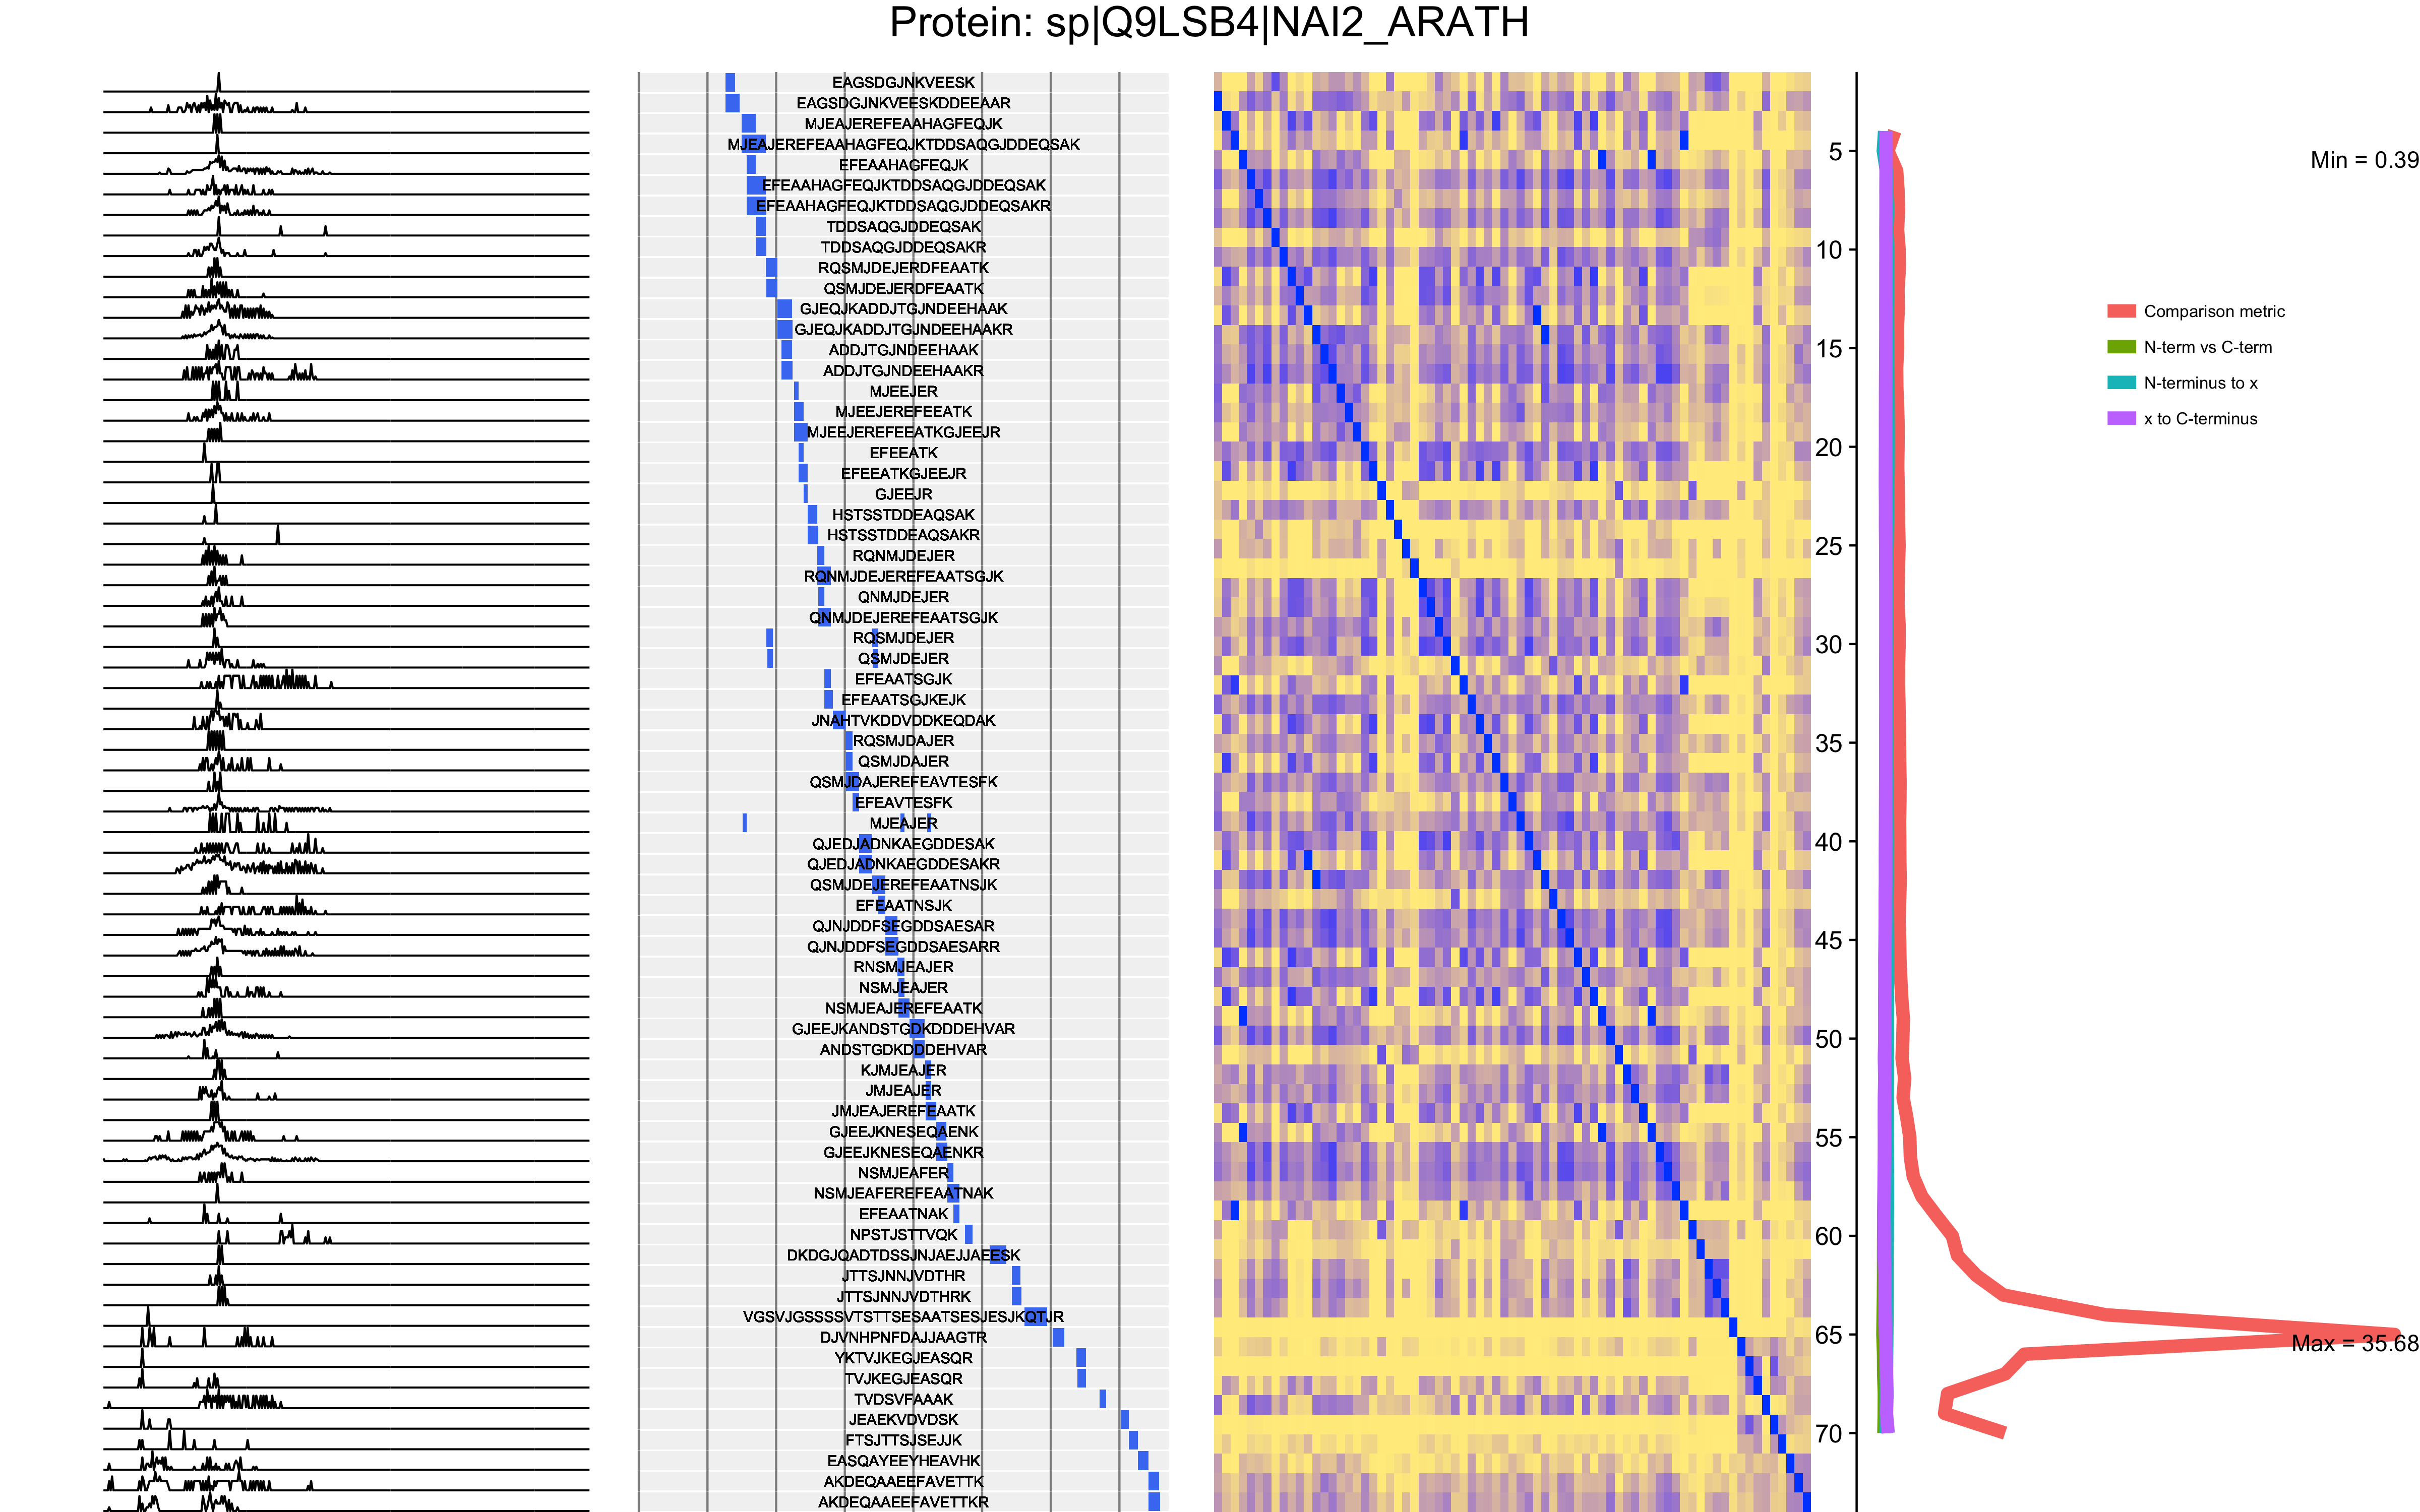 Protein: sp|Q9LSB4|NAI2_ARATH
EAGSDGJNKVEESK
EAGSDGJNKVEESKDDEEAAR
MJEAJEREFEAAHAGFEQJK
MJEAJEREFEAAHAGFEQJKTDDSAQGJDDEQSAK
EFEAAHAGFEQJK
EFEAAHAGFEQJKTDDSAQGJDDEQSAK
EFEAAHAGFEQJKTDDSAQGJDDEQSAKR
TDDSAQGJDDEQSAK
TDDSAQGJDDEQSAKR
RQSMJDEJERDFEAATK
QSMJDEJERDFEAATK
GJEQJKADDJTGJNDEEHAAK
GJEQJKADDJTGJNDEEHAAKR
ADDJTGJNDEEHAAK
ADDJTGJNDEEHAAKR
MJEEJER
MJEEJEREFEEATK
MJEEJEREFEEATKGJEEJR
EFEEATK
EFEEATKGJEEJR
GJEEJR
HSTSSTDDEAQSAK
HSTSSTDDEAQSAKR
RQNMJDEJER
RQNMJDEJEREFEAATSGJK
QNMJDEJER
QNMJDEJEREFEAATSGJK
RQSMJDEJER
QSMJDEJER
EFEAATSGJK
EFEAATSGJKEJK
JNAHTVKDDVDDKEQDAK
RQSMJDAJER
QSMJDAJER
QSMJDAJEREFEAVTESFK
EFEAVTESFK
MJEAJER
QJEDJADNKAEGDDESAK
QJEDJADNKAEGDDESAKR
QSMJDEJEREFEAATNSJK
EFEAATNSJK
QJNJDDFSEGDDSAESAR
QJNJDDFSEGDDSAESARR
RNSMJEAJER
NSMJEAJER
NSMJEAJEREFEAATK
GJEEJKANDSTGDKDDDEHVAR
ANDSTGDKDDDEHVAR
KJMJEAJER
JMJEAJER
JMJEAJEREFEAATK
GJEEJKNESEQAENK
GJEEJKNESEQAENKR
NSMJEAFER
NSMJEAFEREFEAATNAK
EFEAATNAK
NPSTJSTTVQK
DKDGJQADTDSSJNJAEJJAEESK
JTTSJNNJVDTHR
JTTSJNNJVDTHRK
VGSVJGSSSSVTSTTSESAATSESJESJKQTJR
DJVNHPNFDAJJAAGTR
YKTVJKEGJEASQR
TVJKEGJEASQR
TVDSVFAAAK
JEAEKVDVDSK
FTSJTTSJSEJJK
EASQAYEEYHEAVHK
AKDEQAAEEFAVETTK
AKDEQAAEEFAVETTKR
5
10
15
20
25
30
35
40
45
50
55
60
65
70
Min = 0.39
Comparison metric
N-term vs C-term
N-terminus to x
x to C-terminus
Max = 35.68